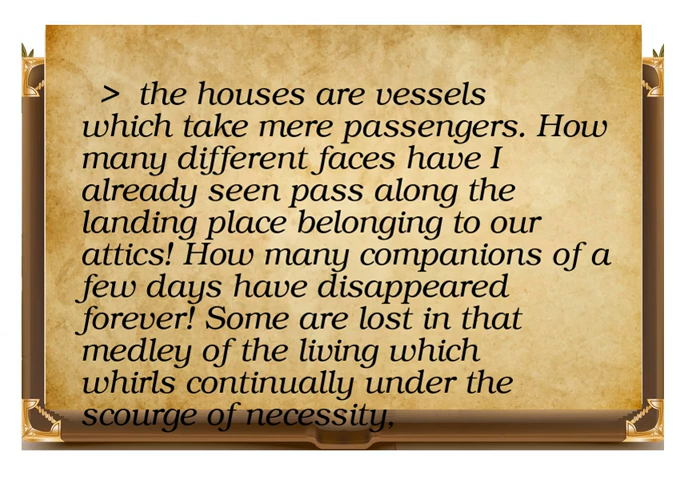 > the houses are vessels
which take mere passengers. How
many different faces have I
already seen pass along the
landing place belonging to our
attics! How many companions of a
few days have disappeared
forever! Some are lost in that
medley of the living which
whirls continually under the
scourge of necessity,